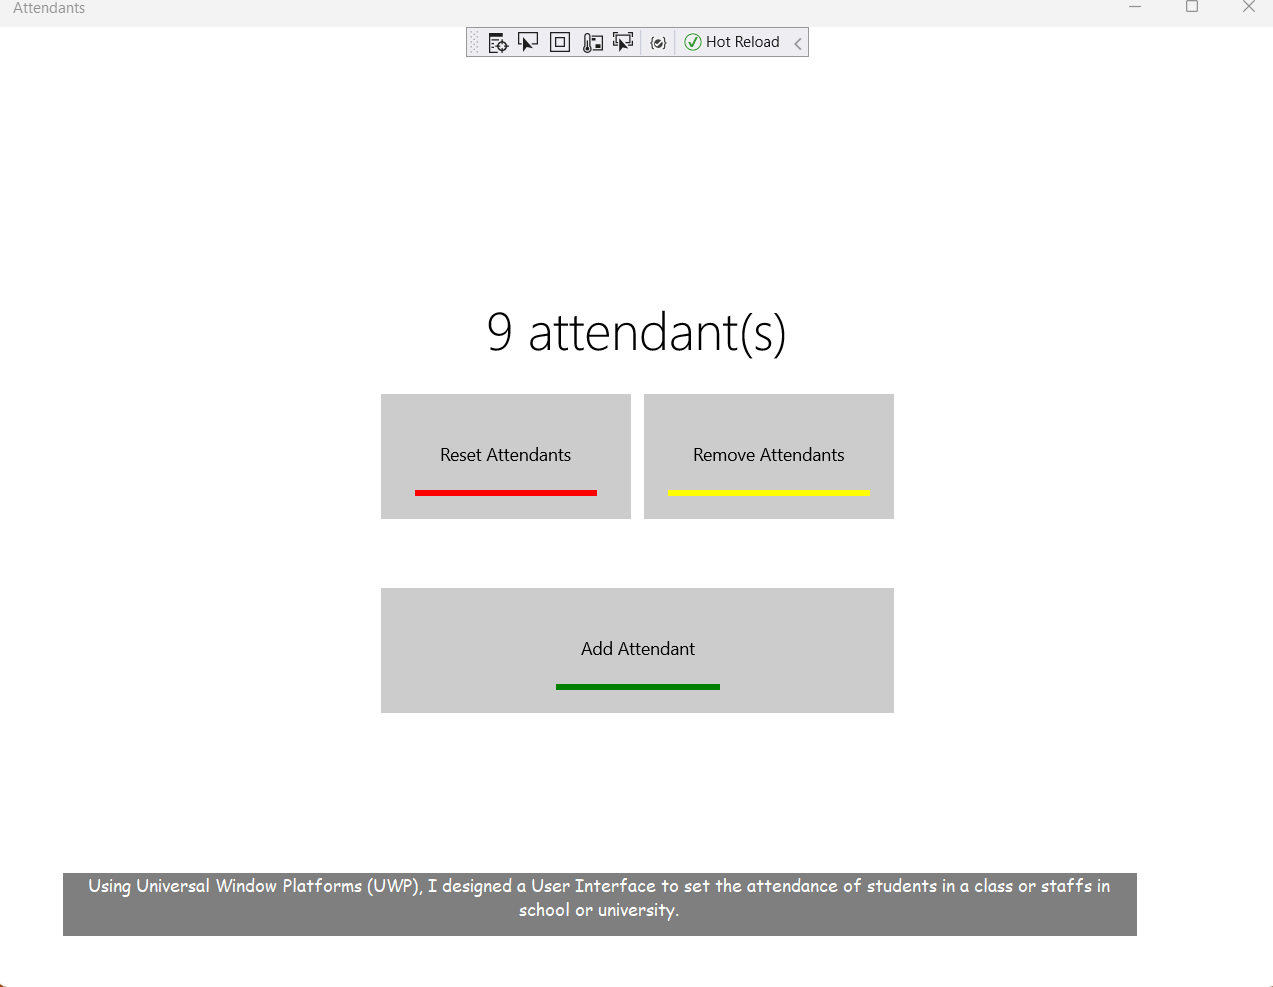 Attendants
Hot Reload
9 attendant(s)
Reset Attendants
Remove Attendants
Add Attendant
Using Universal Window Platforms (UWP), I designed a User Interface to set the attendance of students in a class or staffs in
school or university.